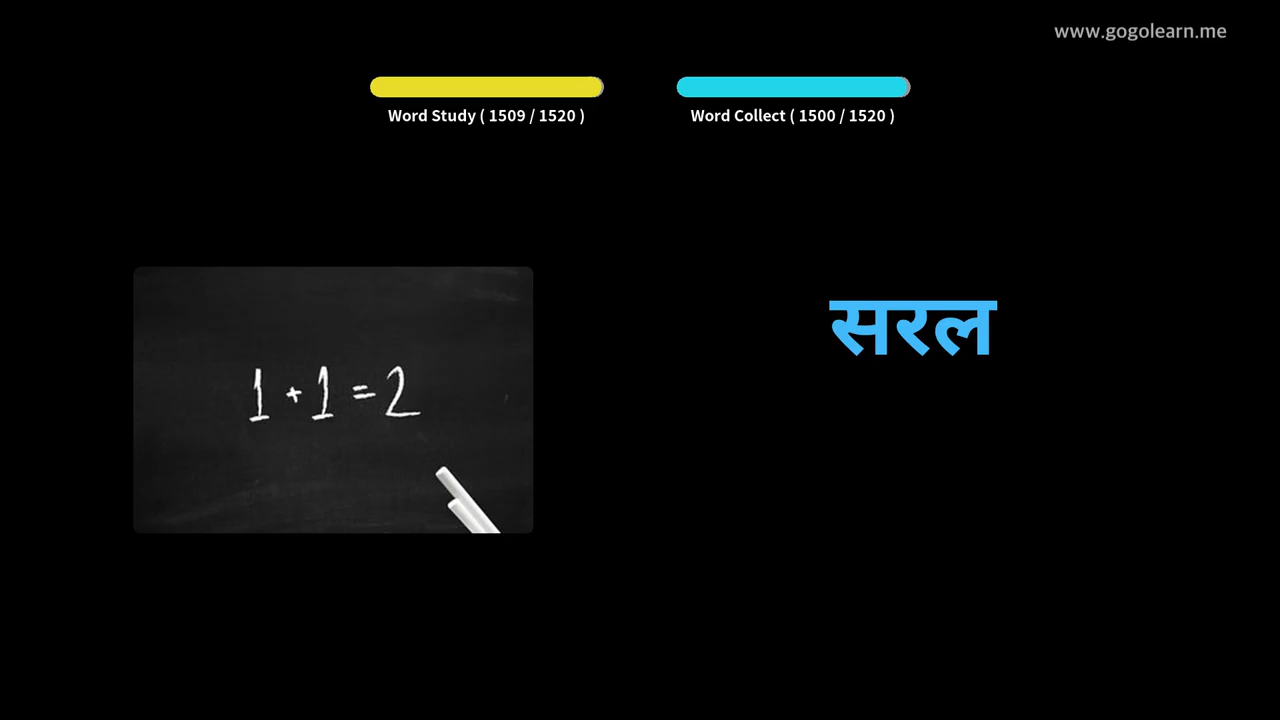 www.gogolearn.me
Word Study ( 1509 / 1520 )
Word Collect ( 1500 / 1520 )
सरल
1 + 1 = 2